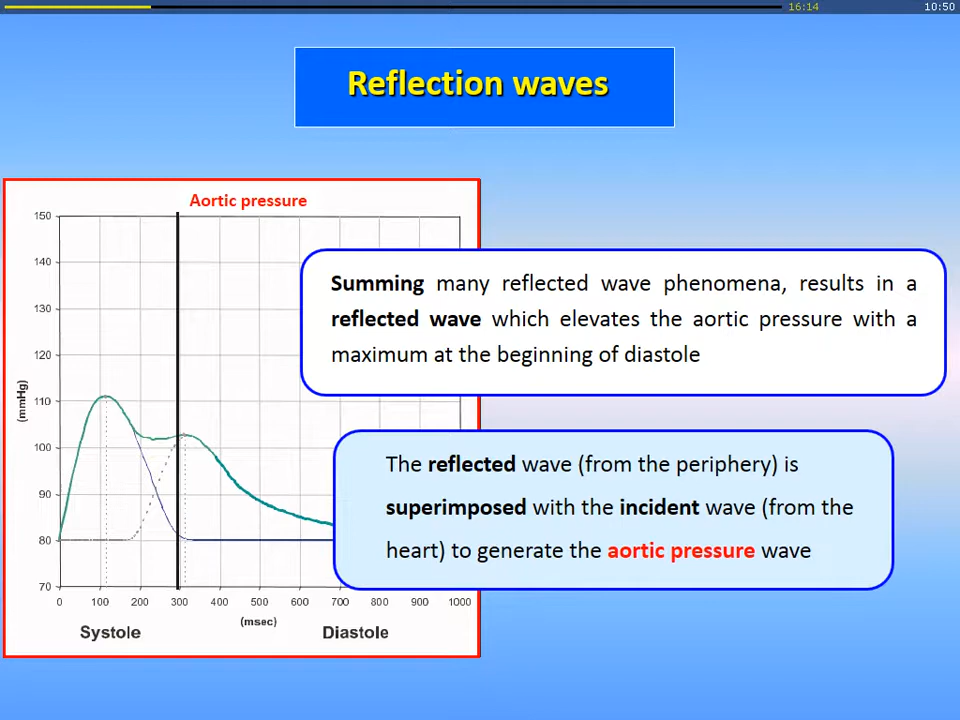 16:14
10:50
Reflection waves
Aortic pressure
150
140
130
120
110
100
90
80
70
(mmHg)
0 100 200 300 400 500 600 700 800 900 1000
(msec)
Systole
Diastole
Summing many reflected wave phenomena, results in a
reflected wave which elevates the aortic pressure with a
maximum at the beginning of diastole
The reflected wave (from the periphery) is
superimposed with the incident wave (from the
heart) to generate the aortic pressure wave